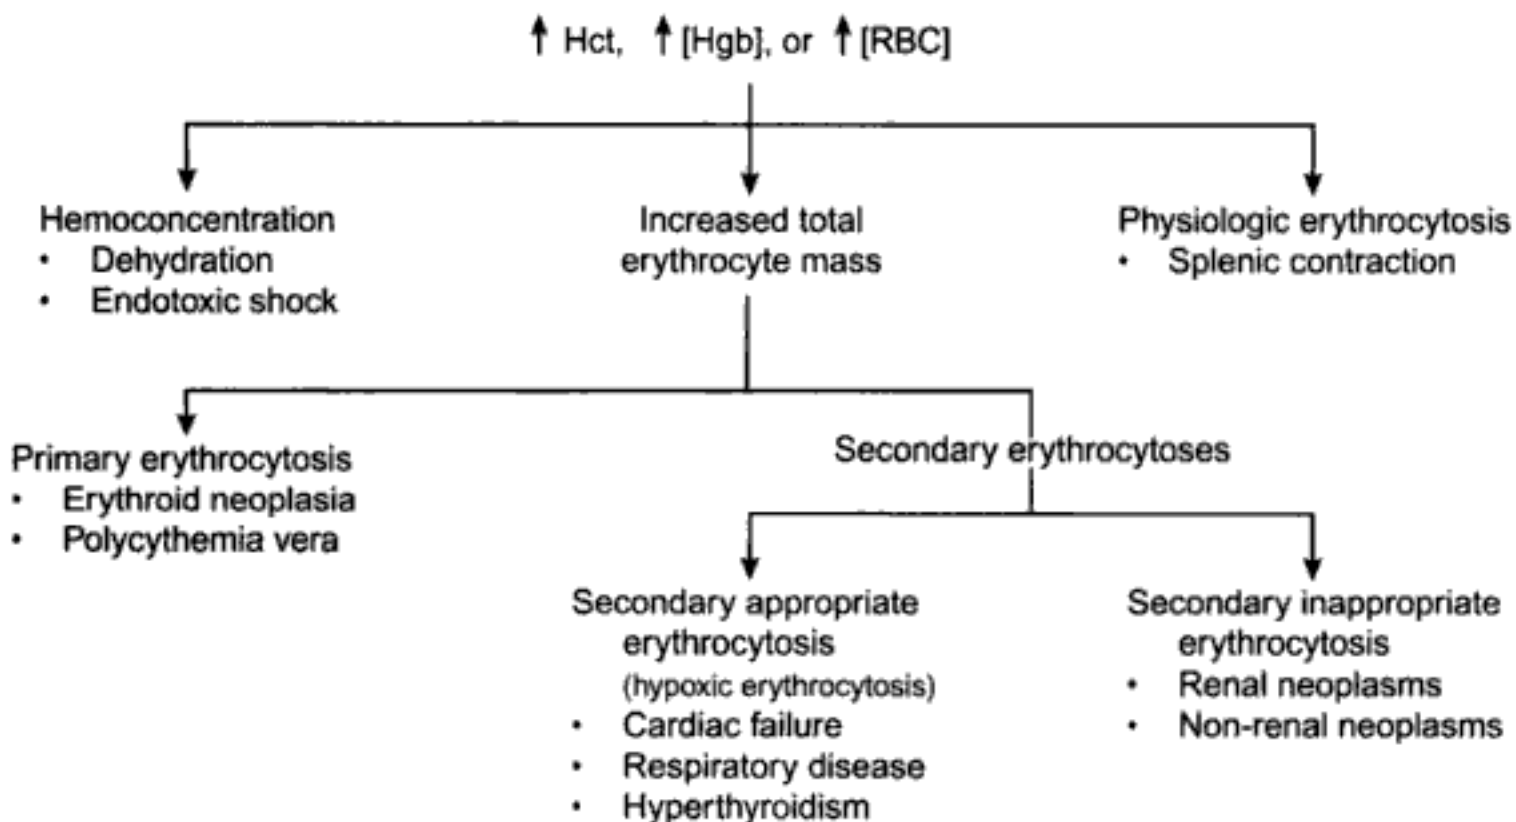 ↑ Hct, ↑ [Hgb], or ↑ [RBC]
Hemoconcentration
• Dehydration
• Endotoxic shock
Increased total
erythrocyte mass
Physiologic erythrocytosis
• Splenic contraction
Primary erythrocytosis
• Erythroid neoplasia
• Polycythemia vera
Secondary erythrocytoses
Secondary appropriate
erythrocytosis
(hypoxic erythrocytosis)
• Cardiac failure
• Respiratory disease
• Hyperthyroidism
Secondary inappropriate
erythrocytosis
• Renal neoplasms
• Non-renal neoplasms